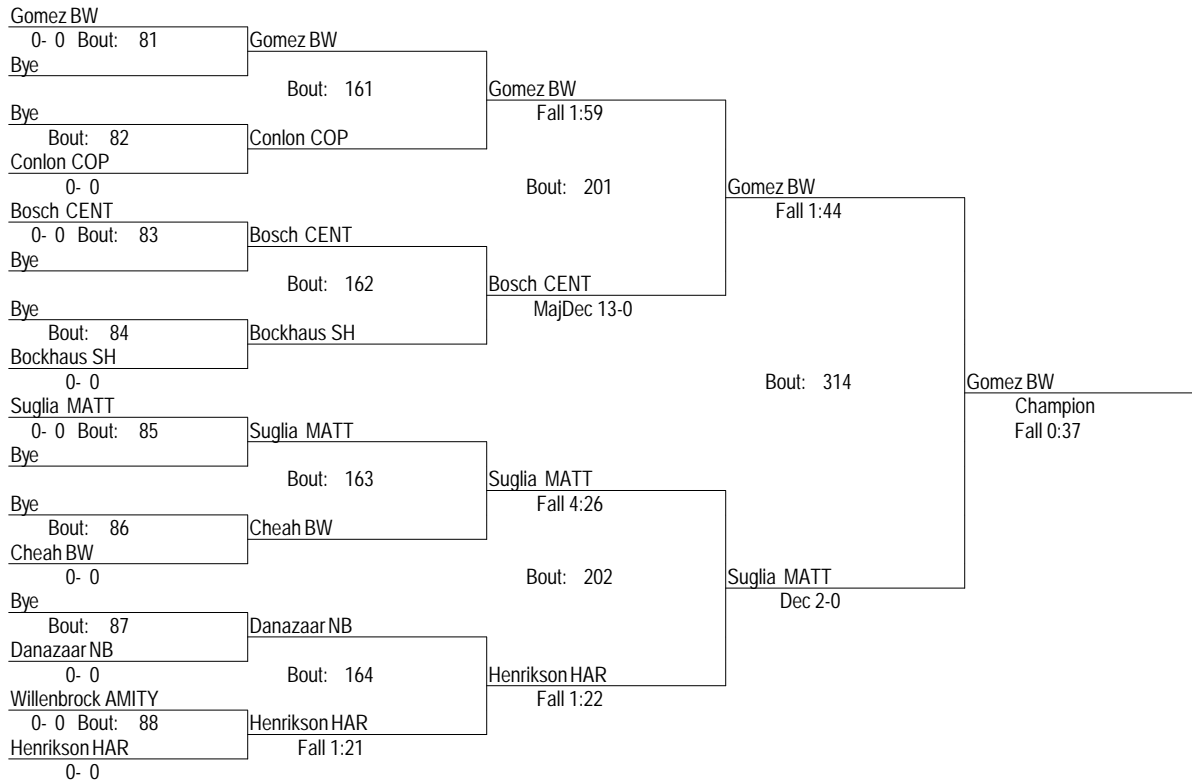 Gomez BW
0- 0 Bout: 81
Gomez BW
Bye
Bout: 161
Gomez BW
Bye
Fall 1:59
Bout: 82
Conlon COP
Conlon COP
0- 0
Bout: 201
Gomez BW
Bosch CENT
Fall 1:44
0- 0 Bout: 83
Bosch CENT
Bye
Bout: 162
Bosch CENT
Bye
MajDec 13-0
Bout: 84
Bockhaus SH
Bockhaus SH
0- 0
Bout: 314
Gomez BW
Suglia MATT
Champion
0- 0 Bout: 85
Suglia MATT
Fall 0:37
Bye
Bout: 163
Suglia MATT
Bye
Fall 4:26
Bout: 86
Cheah BW
Cheah BW
0- 0
Bout: 202
Suglia MATT
Bye
Dec 2-0
Bout: 87
Danazaar NB
Danazaar NB
0- 0
Bout: 164
Henrikson HAR
Willenbrock AMITY
Fall 1:22
0- 0 Bout: 88
Henrikson HAR
Henrikson HAR
Fall 1:21
0- 0